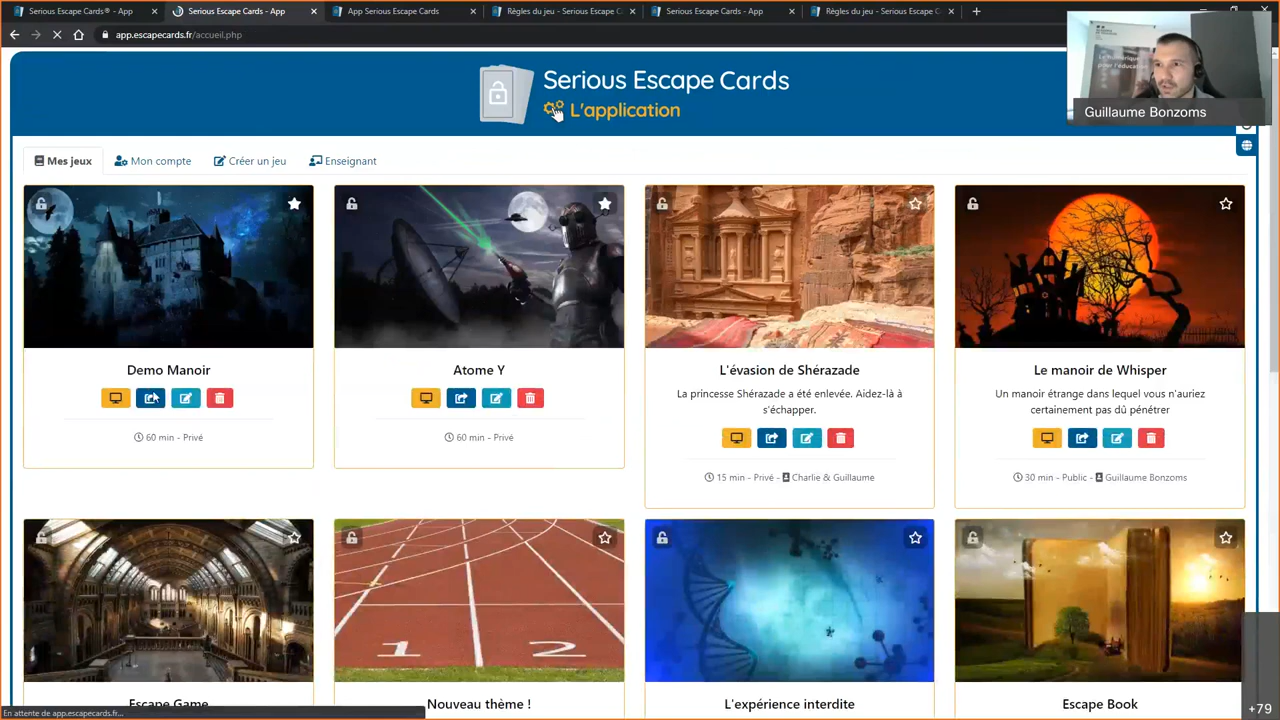 Serious Escape Cards® - App
Serious Escape Cards - App
App Serious Escape Cards
Règles du jeu - Serious Escape C
Serious Escape Cards - App
Règles du jeu - Serious Escape C
app.escapecards.fr/accueil.php
Serious Escape Cards
L'application
Guillaume Bonzoms
Mes jeux
Mon compte
Créer un jeu
Enseignant
Demo Manoir
60 min - Privé
Atome Y
60 min - Privé
L'évasion de Shérazade
La princesse Shérazade a été enlevée. Aidez-là à
s'échapper.
15 min - Privé - Charlie & Guillaume
Le manoir de Whisper
Un manoir étrange dans lequel vous n'auriez
certainement pas dû pénétrer
30 min - Public - Guillaume Bonzoms
1 2
Escape Game
Nouveau thème !
L'expérience interdite
Escape Book
En attente de app.escapecards.fr...
+79